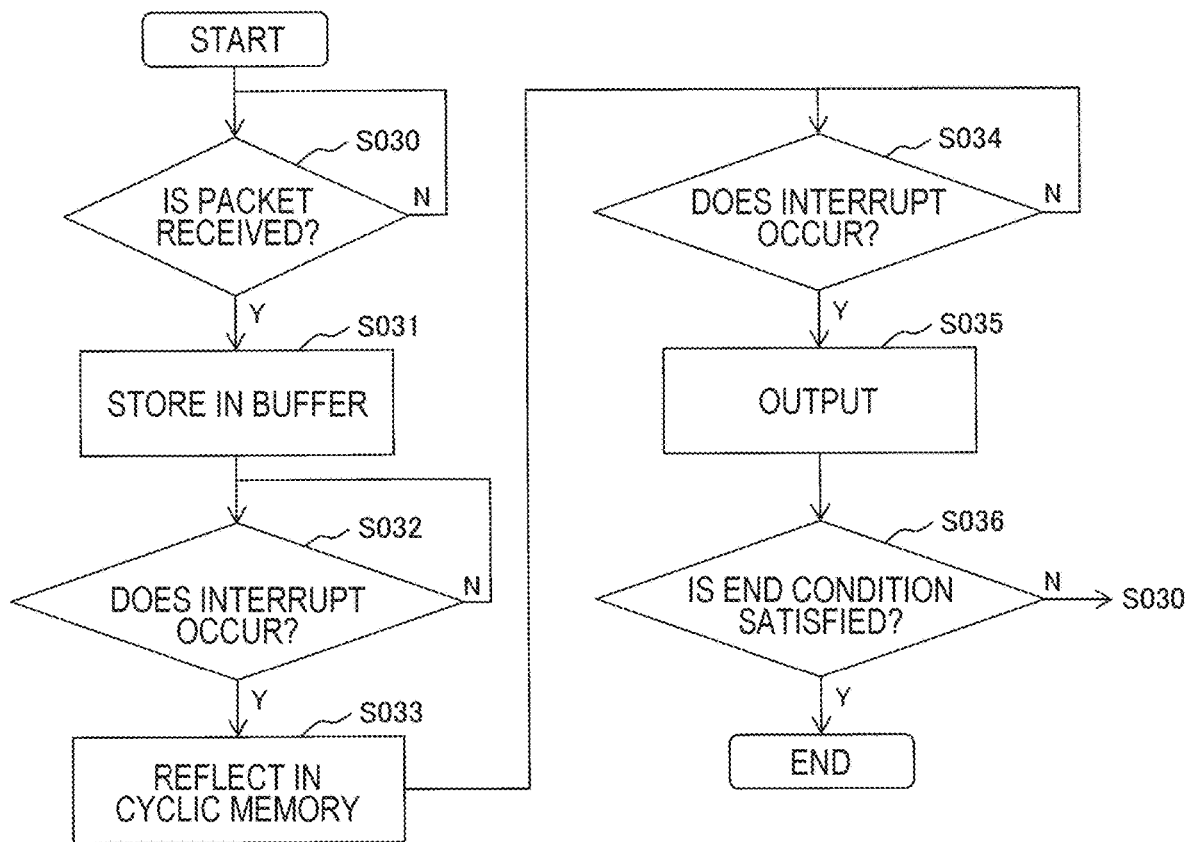 START
S030
IS PACKET
RECEIVED?
N
Y
S031
STORE IN BUFFER
S032
DOES INTERRUPT
OCCUR?
N
Y
S033
REFLECT IN
CYCLIC MEMORY
S034
DOES INTERRUPT
OCCUR?
N
Y
S035
OUTPUT
S036
IS END CONDITION
SATISFIED?
N
S030
Y
END